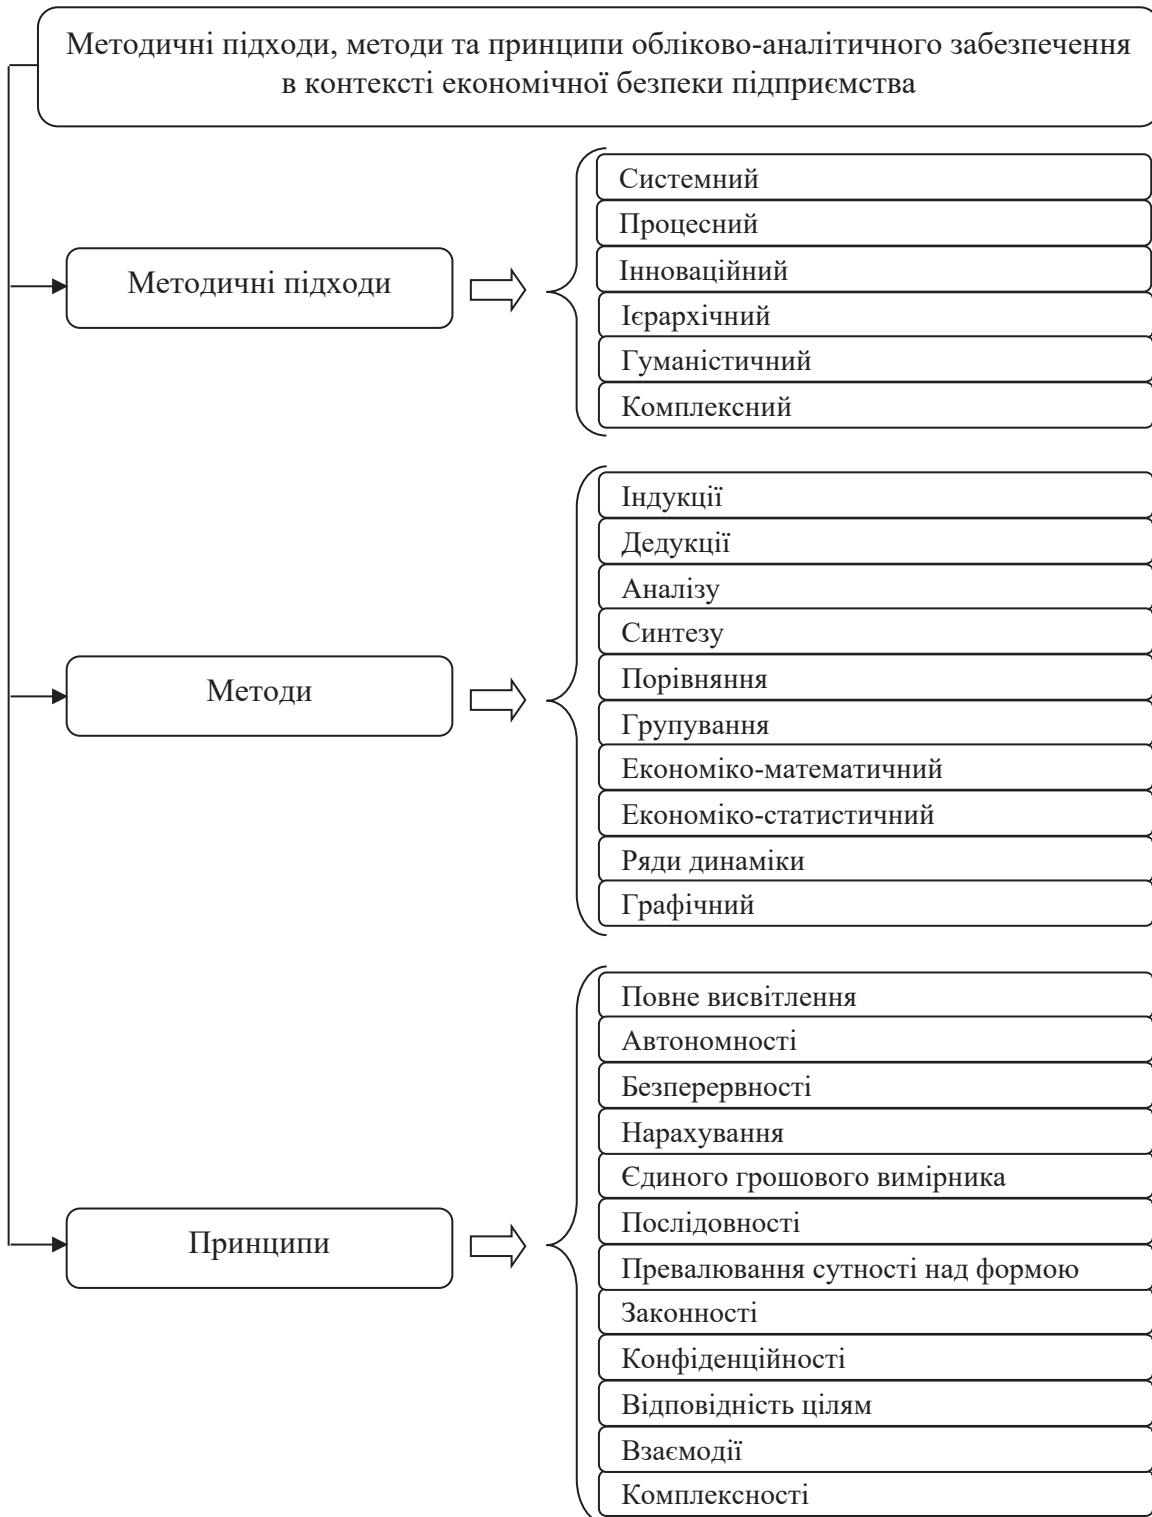 Методичні підходи, методи та принципи обліково-аналітичного забезпечення
в контексті економічної безпеки підприємства
Методичні підходи
Системний
Процесний
Інноваційний
Ієрархічний
Гуманістичний
Комплексний
Методи
Індукції
Дедукції
Аналізу
Синтезу
Порівняння
Групування
Економіко-математичний
Економіко-статистичний
Ряди динаміки
Графічний
Принципи
Повне висвітлення
Автономності
Безперервності
Нарахування
Єдиного грошового вимірника
Послідовності
Превалювання сутності над формою
Законності
Конфіденційності
Відповідність цілям
Взаємодії
Комплексності